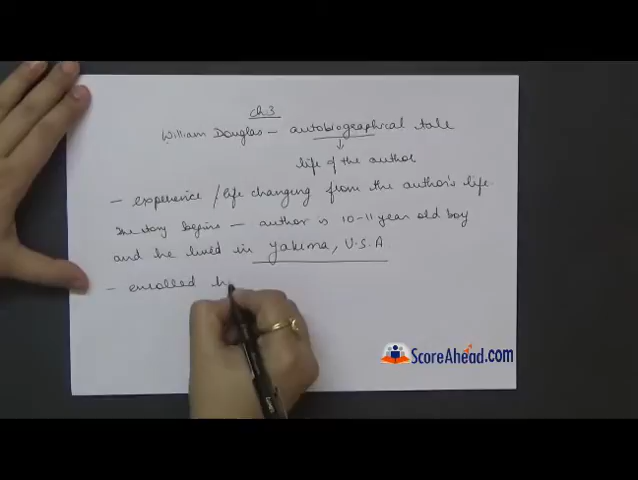 ch 3
William Douglas - autobiographical tale
↓
life of the author
- experience / life changing from the author's life.
The story begins - author is 10-11 year old boy
and he lived in Yakima, U.S.A
- enrolled h
ScoreAhead.com